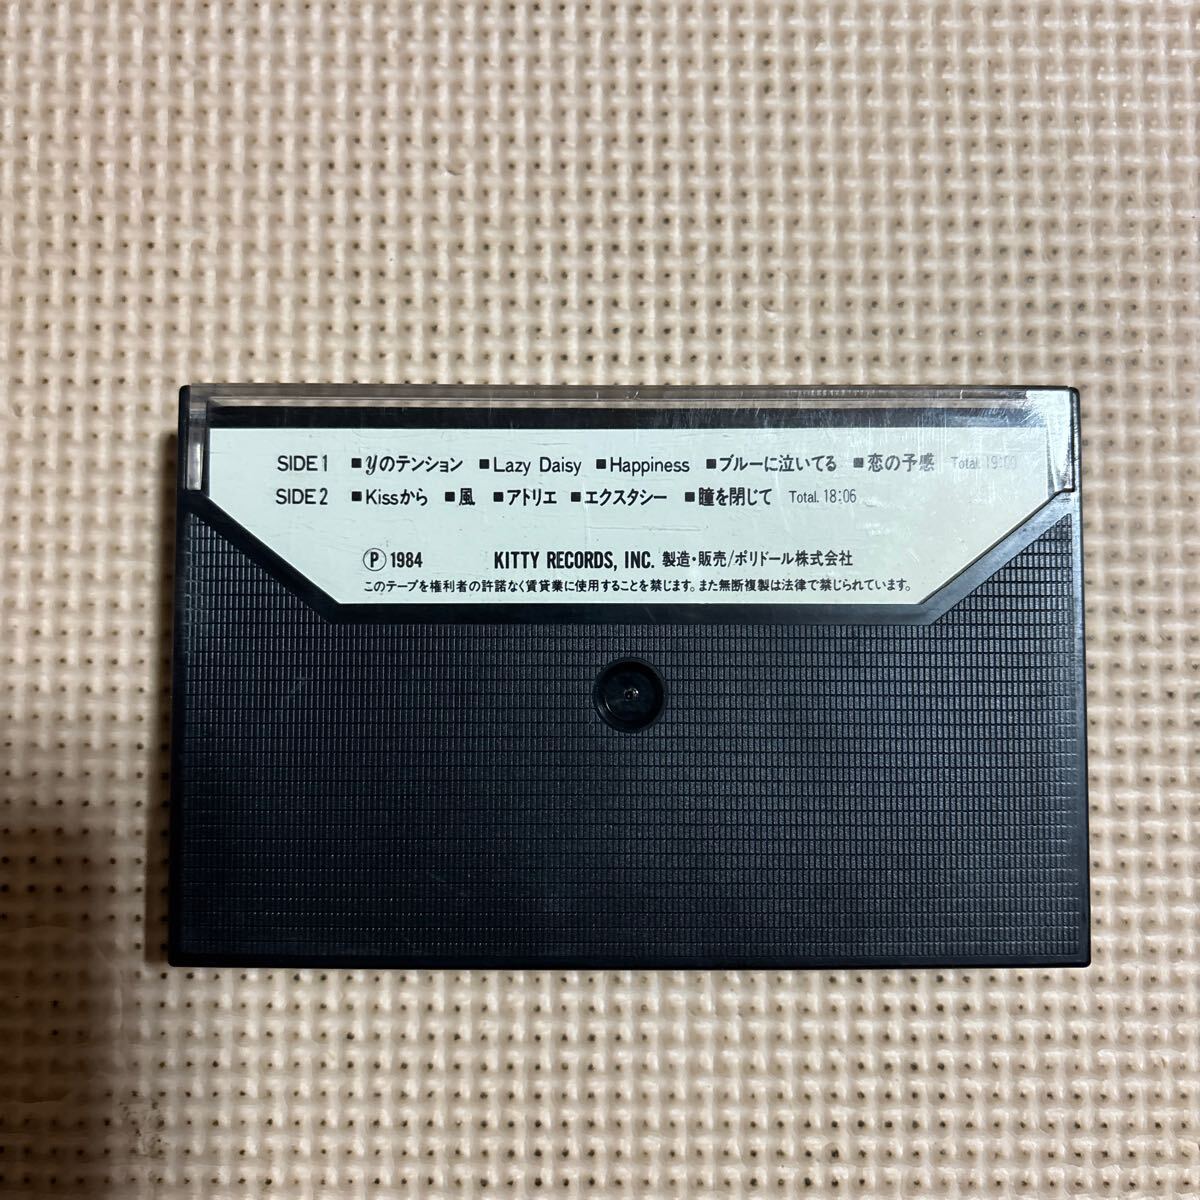 SIDE 1 ■yのテンション ■Lazy Daisy ■Happiness ■ブルーに泣いてる ■恋の予感 Total.
SIDE 2 ■Kissから ■風 ■アトリエ ■エクスタシー ■瞳を閉じて Total. 18:06
Ⓟ 1984 KITTY RECORDS, INC. 製造・販売/ポリドール株式会社
このテープを権利者の許諾なく賃貸業に使用することを禁じます。また無断複製は法律で禁じられています。